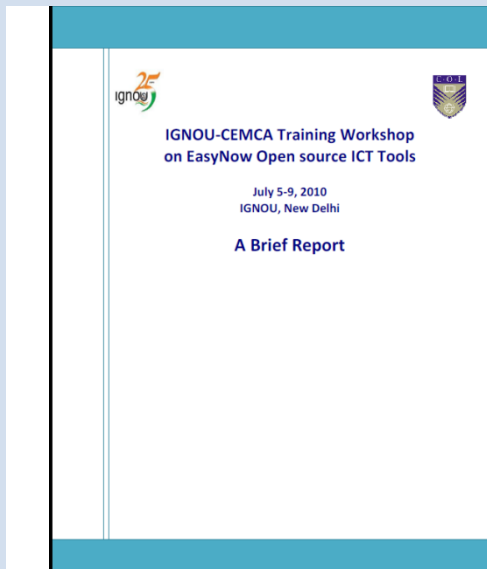 25
ignou
C O L
IGNOU-CEMCA Training Workshop
on EasyNow Open source ICT Tools
July 5-9, 2010
IGNOU, New Delhi
A Brief Report